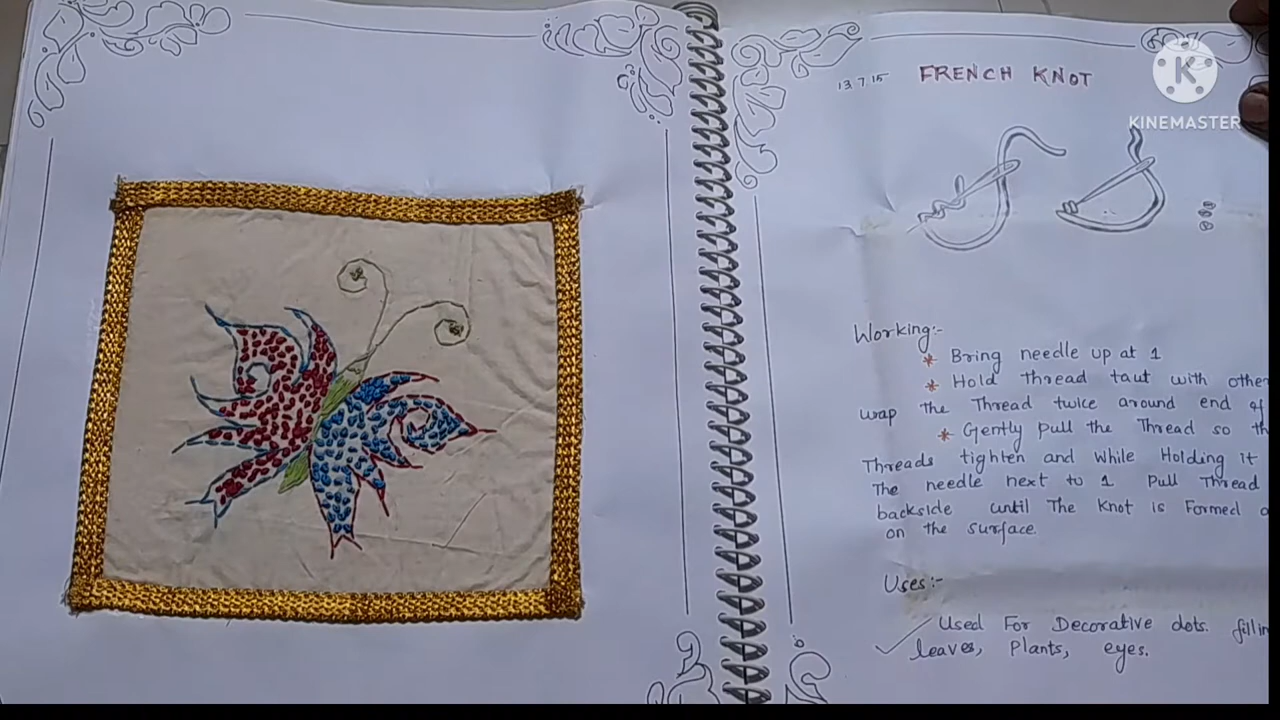 13.7.15 FRENCH KNOT
K
KINEMASTER
Working:-
* Bring needle up at 1
* Hold Thread taut with other
wrap the Thread twice around end of
* Gently pull the Thread so th
Threads tighten and while Holding it
The needle next to 1 Pull Thread
backside until The Knot is Formed
on the surface.
Uses:-
Used For Decorative dots. fillin
leaves, Plants, eyes.